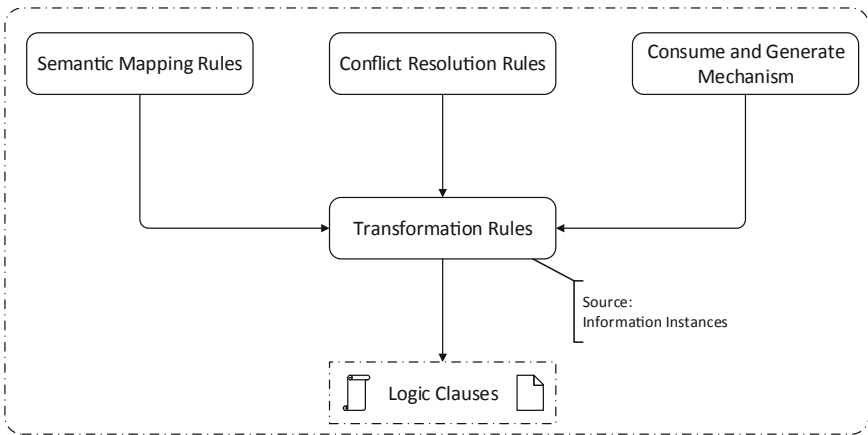 Semantic Mapping Rules
Conflict Resolution Rules
Consume and Generate
Mechanism
Transformation Rules
Source:
Information Instances
Logic Clauses